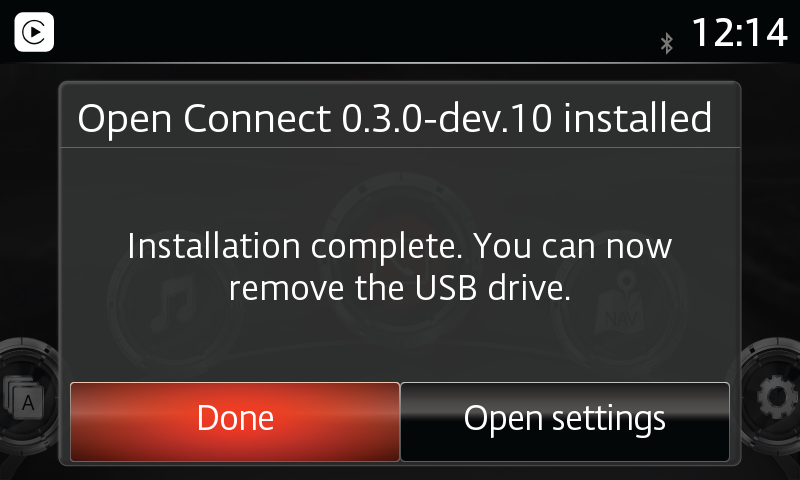 12:14
Open Connect 0.3.0-dev.10 installed
Installation complete. You can now
remove the USB drive.
NAV
A
Done
Open settings